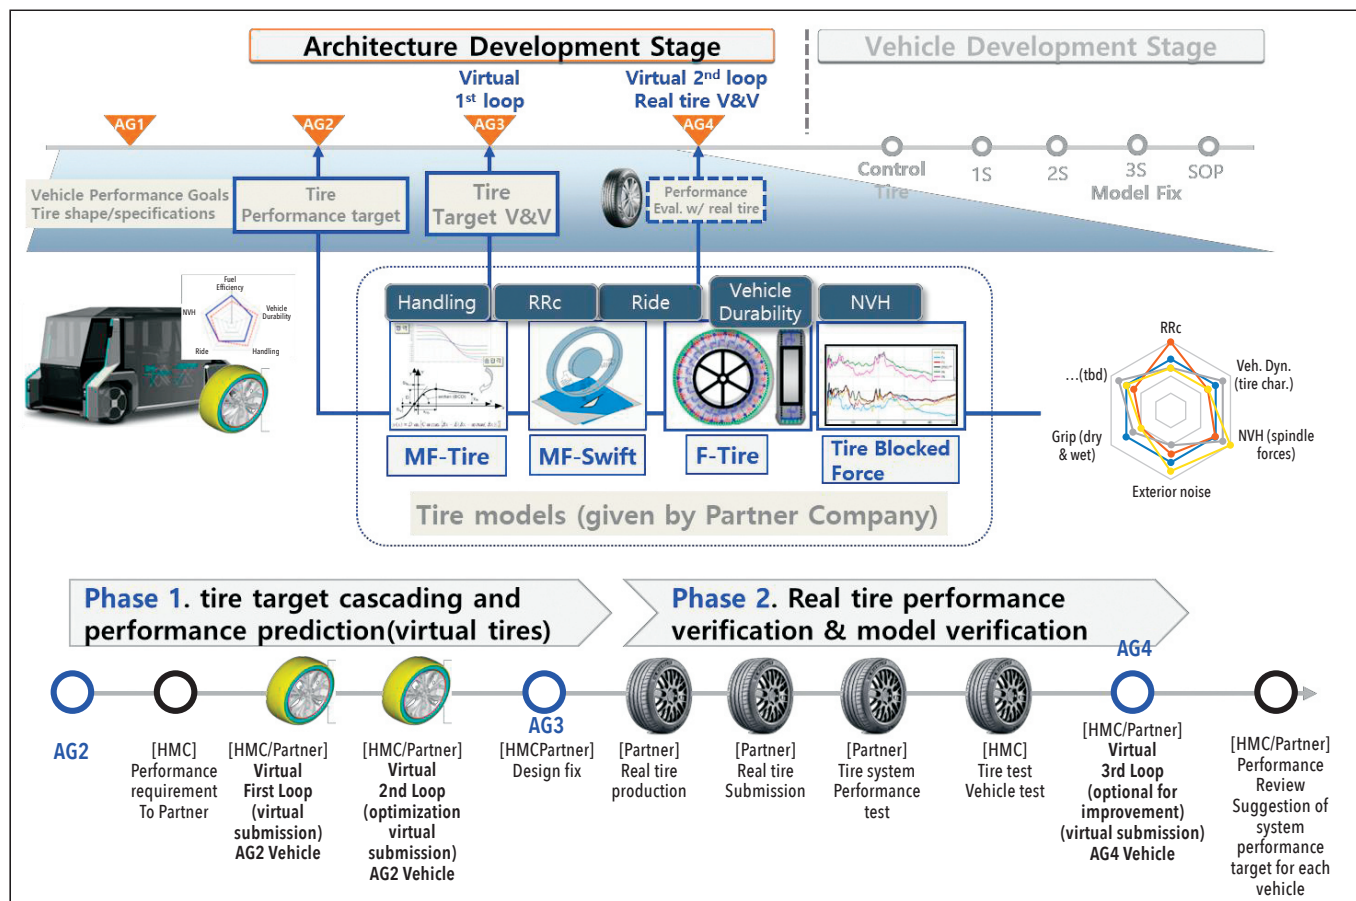 Architecture Development Stage
Vehicle Development Stage
Virtual
1st loop
Virtual 2nd loop
Real tire V&V
AG1
AG2
AG3
AG4
Control
Tire
1S
2S
3S
Model Fix
SOP
Vehicle Performance Goals
Tire shape/specifications
Tire
Performance target
Tire
Target V&V
Performance
Eval. w/ real tire
Fuel
Efficiency
NVH
Vehicle
Durability
Ride
Handling
Handling
RRc
Ride
Vehicle
Durability
NVH
MF-Tire
MF-Swift
F-Tire
Tire Blocked
Force
Tire models (given by Partner Company)
RRc
...(tbd)
Veh. Dyn.
(tire char.)
Grip (dry
& wet)
NVH (spindle
forces)
Exterior noise
Phase 1. tire target cascading and
performance prediction(virtual tires)
Phase 2. Real tire performance
verification & model verification
AG2
[HMC]
Performance
requirement
To Partner
[HMC/Partner]
Virtual
First Loop
(virtual
submission)
AG2 Vehicle
[HMC/Partner]
Virtual
2nd Loop
(optimization
virtual
submission)
AG2 Vehicle
AG3
[HMCPartner]
Design fix
[Partner]
Real tire
production
[Partner]
Real tire
Submission
[Partner]
Tire system
Performance
test
[HMC]
Tire test
Vehicle test
AG4
[HMC/Partner]
Virtual
3rd Loop
(optional for
improvement)
(virtual submission)
AG4 Vehicle
[HMC/Partner]
Performance
Review
Suggestion of
system
performance
target for each
vehicle